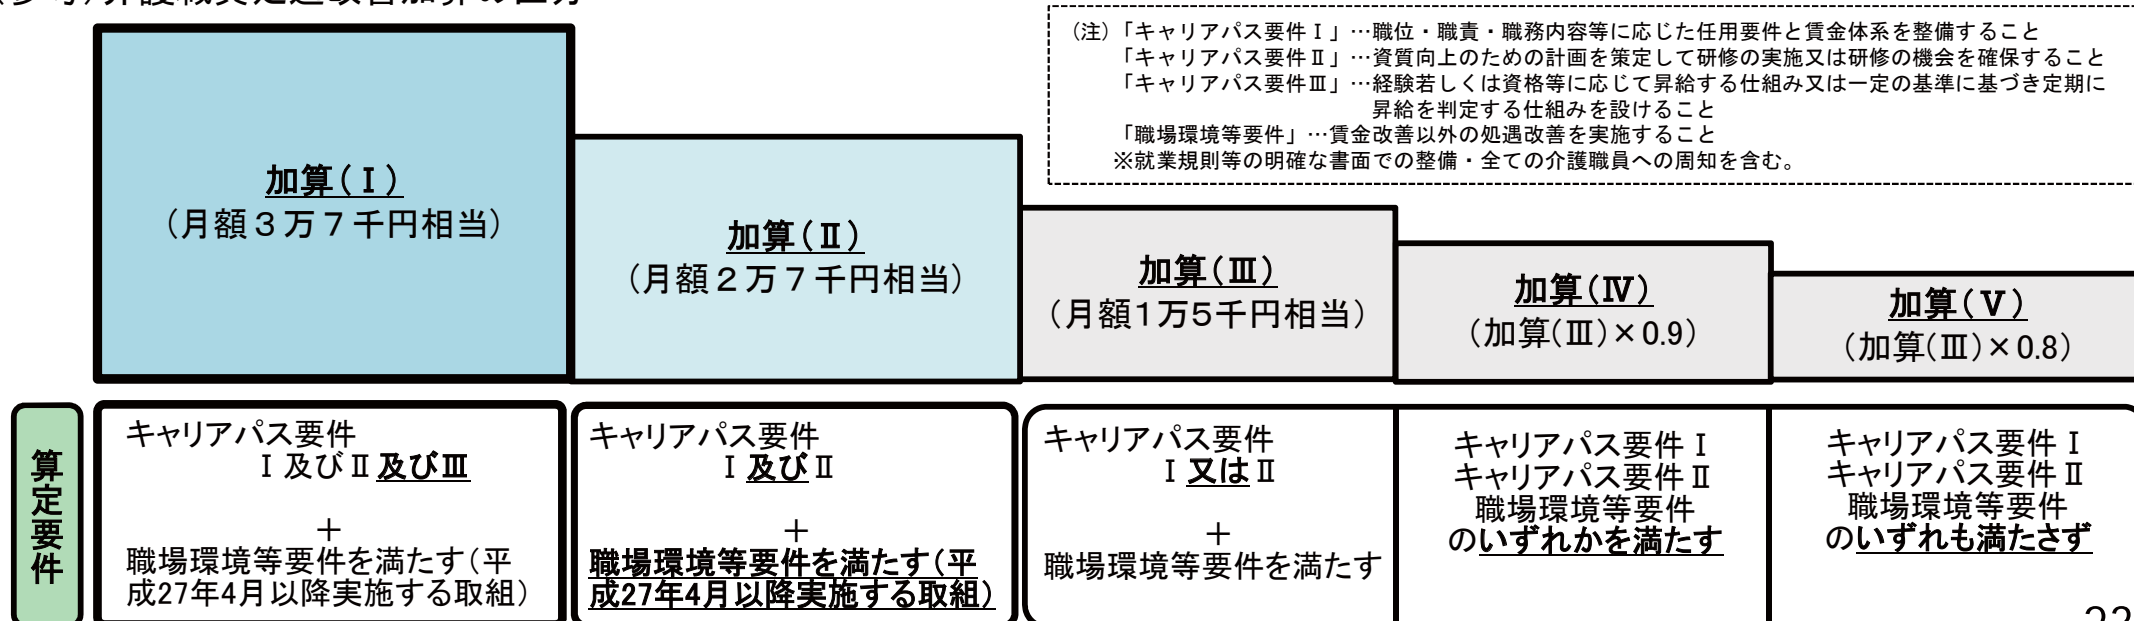 (注)「キャリアパス要件Ⅰ」…職位・職責・職務内容等に応じた任用要件と賃金体系を整備すること
「キャリアパス要件Ⅱ」…資質向上のための計画を策定して研修の実施又は研修の機会を確保すること
「キャリアパス要件Ⅲ」…経験若しくは資格等に応じて昇給する仕組み又は一定の基準に基づき定期に
昇給を判定する仕組みを設けること
「職場環境等要件」…賃金改善以外の処遇改善を実施すること
※就業規則等の明確な書面での整備・全ての介護職員への周知を含む。
加算(Ⅰ)
(月額3万7千円相当)
加算(Ⅱ)
(月額2万7千円相当)
加算(Ⅲ)
(月額1万5千円相当)
加算(Ⅳ)
(加算(Ⅲ)×0.9)
加算(Ⅴ)
(加算(Ⅲ)×0.8)
算定要件
キャリアパス要件
Ⅰ及びⅡ及びⅢ
+
職場環境等要件を満たす(平
成27年4月以降実施する取組)
キャリアパス要件
Ⅰ及びⅡ
+
職場環境等要件を満たす(平
成27年4月以降実施する取組)
キャリアパス要件
Ⅰ又はⅡ
+
職場環境等要件を満たす
キャリアパス要件Ⅰ
キャリアパス要件Ⅱ
職場環境等要件
のいずれかを満たす
キャリアパス要件Ⅰ
キャリアパス要件Ⅱ
職場環境等要件
のいずれも満たさず